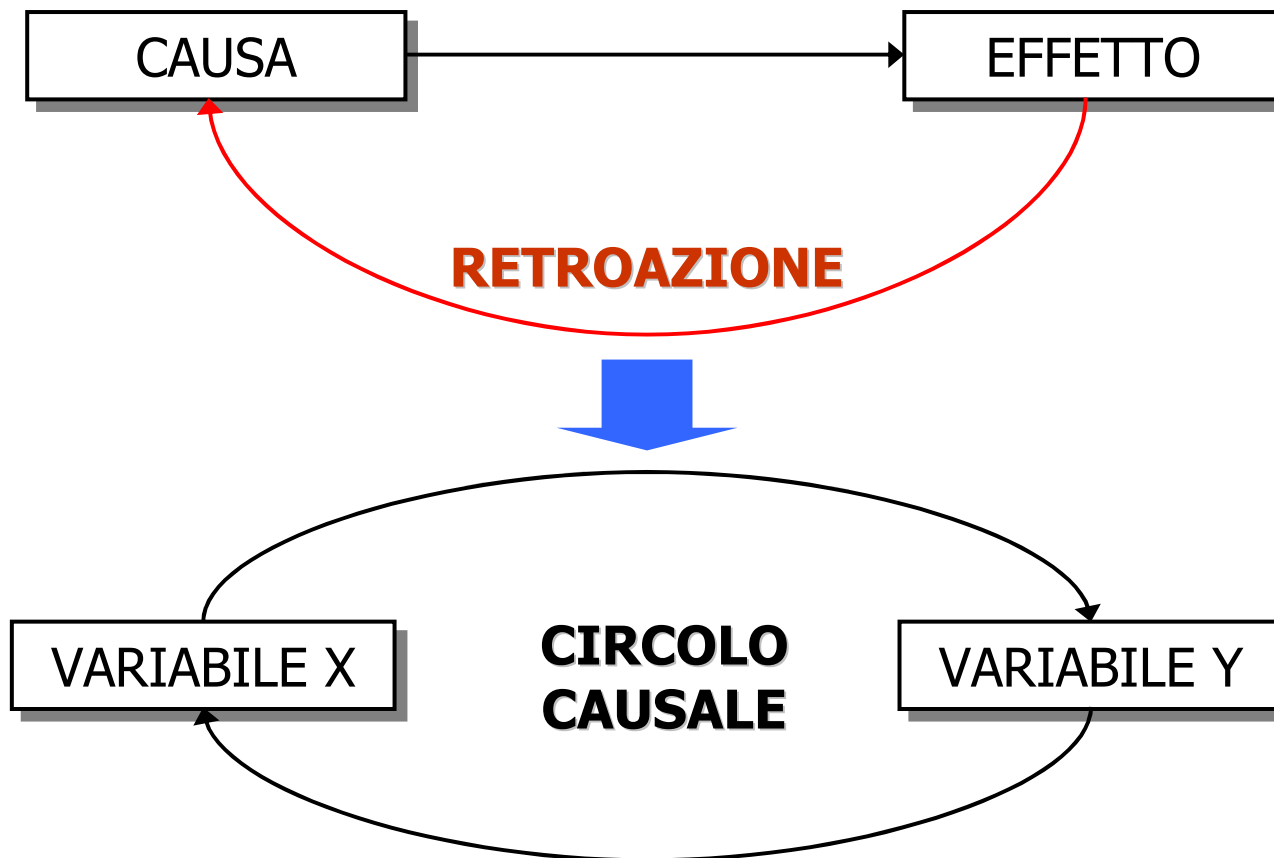 CAUSA
EFFETTO
RETROAZIONE
CIRCOLO
CAUSALE
VARIABILE X
VARIABILE Y